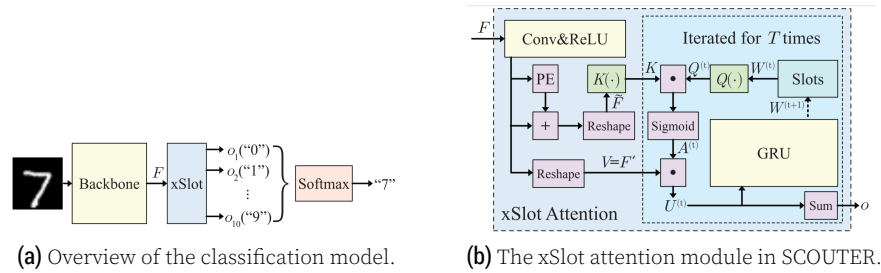 7
Backbone
F
xSlot
o₁("0")
o₂("1")
⋮
o₁₀("9")
Softmax
"7"
(a) Overview of the classification model.
F
Conv&ReLU
Iterated for T times
PE
K(·)
K
Q⁽ᵗ⁾
Q(·)
W⁽ᵗ⁾
Slots
F̃
W⁽ᵗ⁺¹⁾
+
Reshape
Sigmoid
A⁽ᵗ⁾
GRU
Reshape
V=F′
U⁽ᵗ⁾
Sum
o
xSlot Attention
(b) The xSlot attention module in SCOUTER.